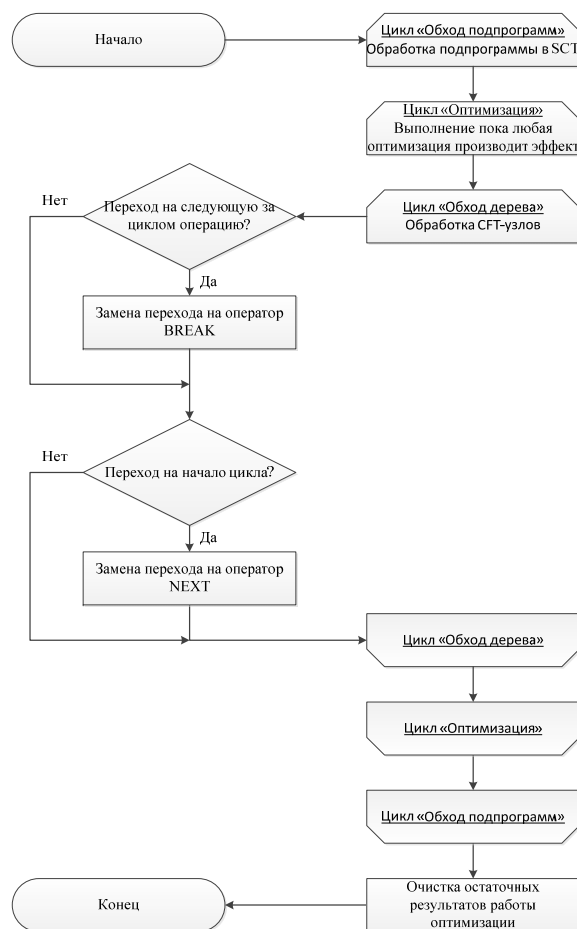 Начало
Цикл «Обход подпрограмм»
Обработка подпрограммы в SCT
Цикл «Оптимизация»
Выполнение пока любая
оптимизация производит эффект
Цикл «Обход дерева»
Обработка CFT-узлов
Нет
Переход на следующую за
циклом операцию?
Да
Замена перехода на оператор
BREAK
Нет
Переход на начало цикла?
Да
Замена перехода на оператор
NEXT
Цикл «Обход дерева»
Цикл «Оптимизация»
Цикл «Обход подпрограмм»
Очистка остаточных
результатов работы
оптимизации
Конец